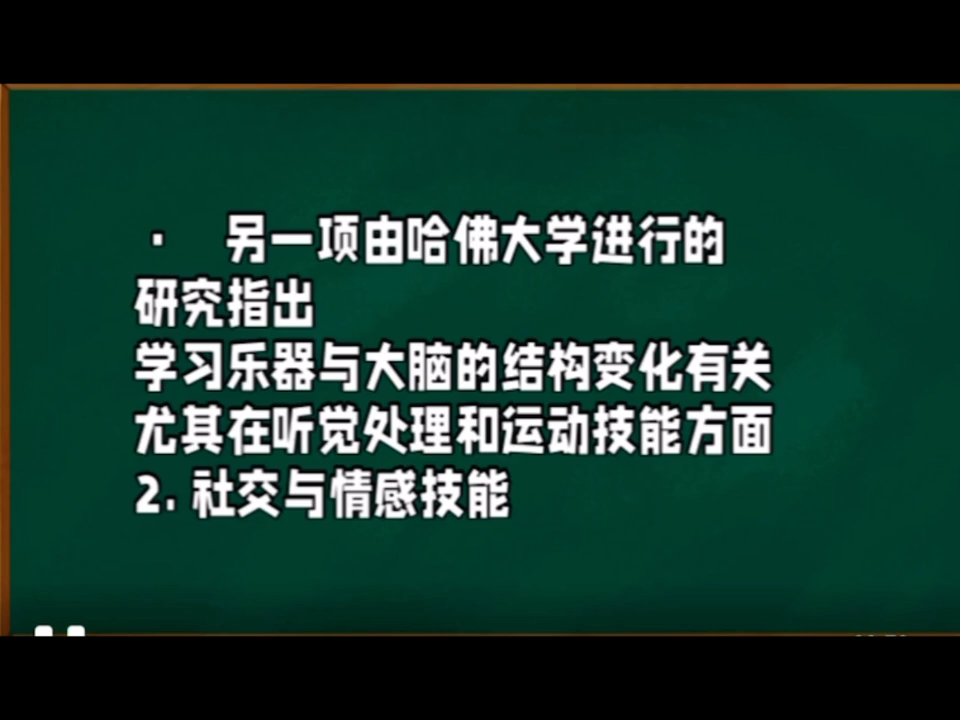 · 另一项由哈佛大学进行的
研究指出
学习乐器与大脑的结构变化有关
尤其在听觉处理和运动技能方面
2. 社交与情感技能